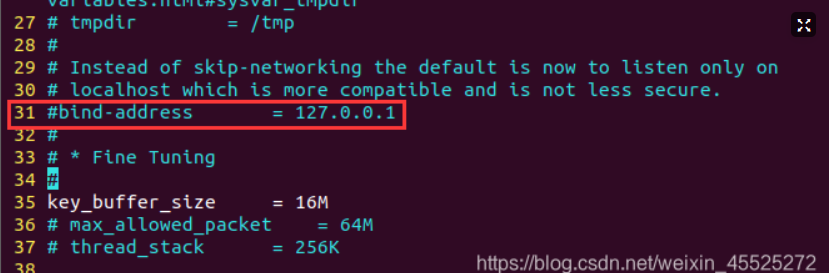 variables.html#sysvar_tmpdir
27 # tmpdir = /tmp
28 #
29 # Instead of skip-networking the default is now to listen only on
30 # localhost which is more compatible and is not less secure.
31 #bind-address = 127.0.0.1
32 #
33 # * Fine Tuning
34 #
35 key_buffer_size = 16M
36 # max_allowed_packet = 64M
37 # thread_stack = 256K
38
https://blog.csdn.net/weixin_45525272